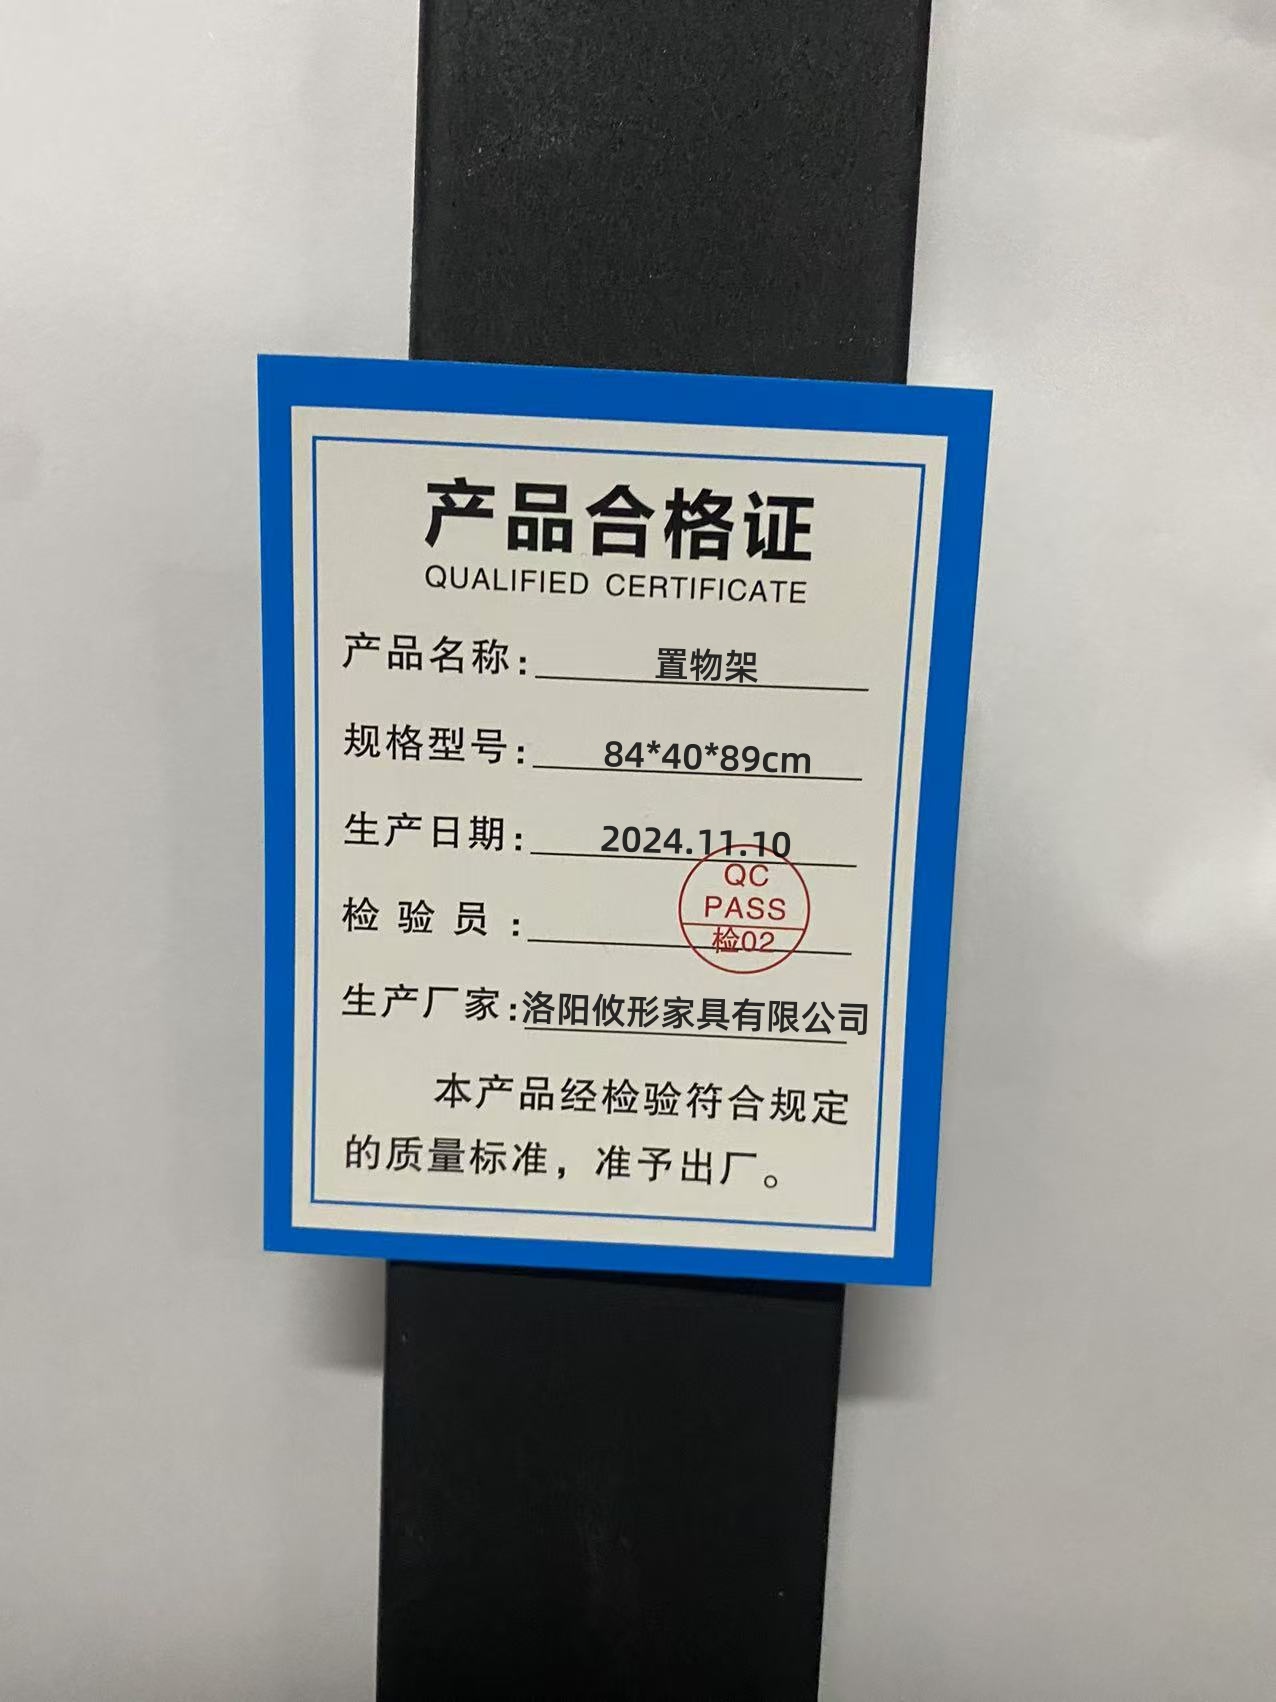 产品合格证
QUALIFIED CERTIFICATE
产品名称：置物架
规格型号：84*40*89cm
生产日期：2024.11.10
QC
PASS
检02
检验员：
生产厂家：洛阳攸形家具有限公司
本产品经检验符合规定
的质量标准，准予出厂。